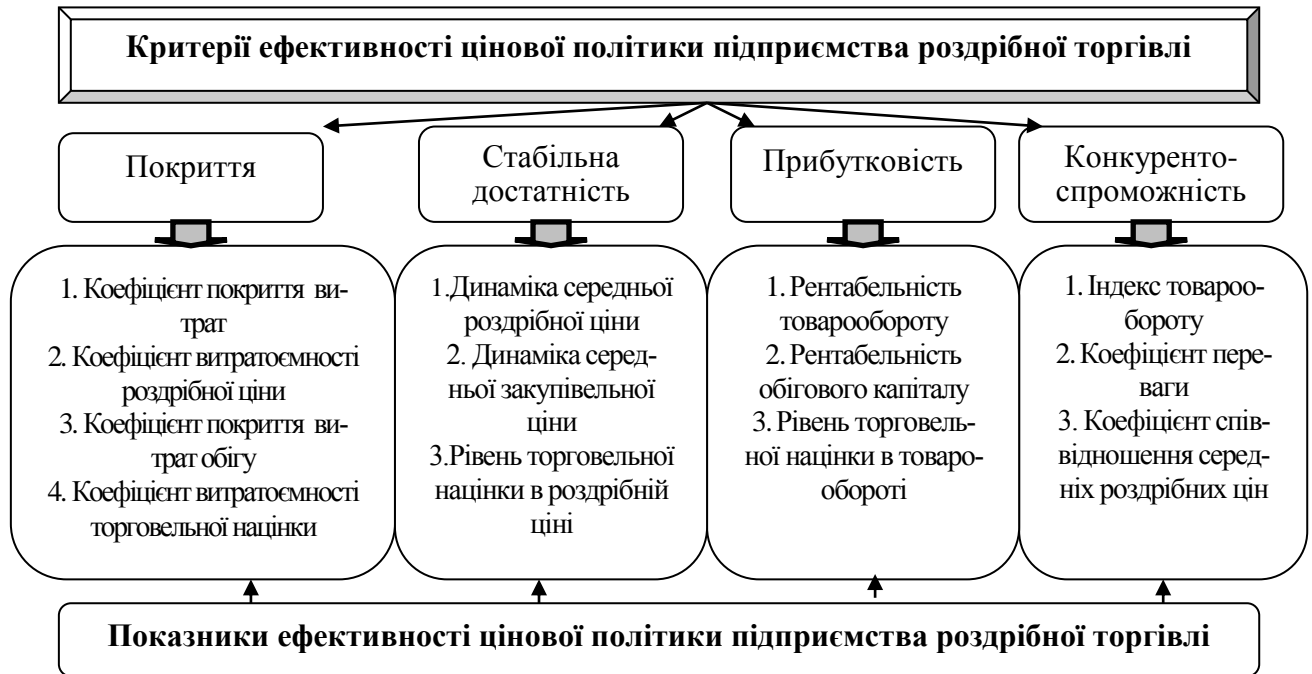 Критерії ефективності цінової політики підприємства роздрібної торгівлі
Покриття
Стабільна
достатність
Прибутковість
Конкуренто-
спроможність
1. Коефіцієнт покриття ви-
трат
2. Коефіцієнт витратоємності
роздрібної ціни
3. Коефіцієнт покриття ви-
трат обігу
4. Коефіцієнт витратоємності
торговельної націнки
1.Динаміка середньої
роздрібної ціни
2. Динаміка серед-
ньої закупівельної
ціни
3.Рівень торговельної
націнки в роздрібній
ціні
1. Рентабельність
товарообороту
2. Рентабельність
обігового капіталу
3. Рівень торговель-
ної націнки в товаро-
обороті
1. Індекс товароо-
бороту
2. Коефіцієнт пере-
ваги
3. Коефіцієнт спів-
відношення серед-
ніх роздрібних цін
Показники ефективності цінової політики підприємства роздрібної торгівлі